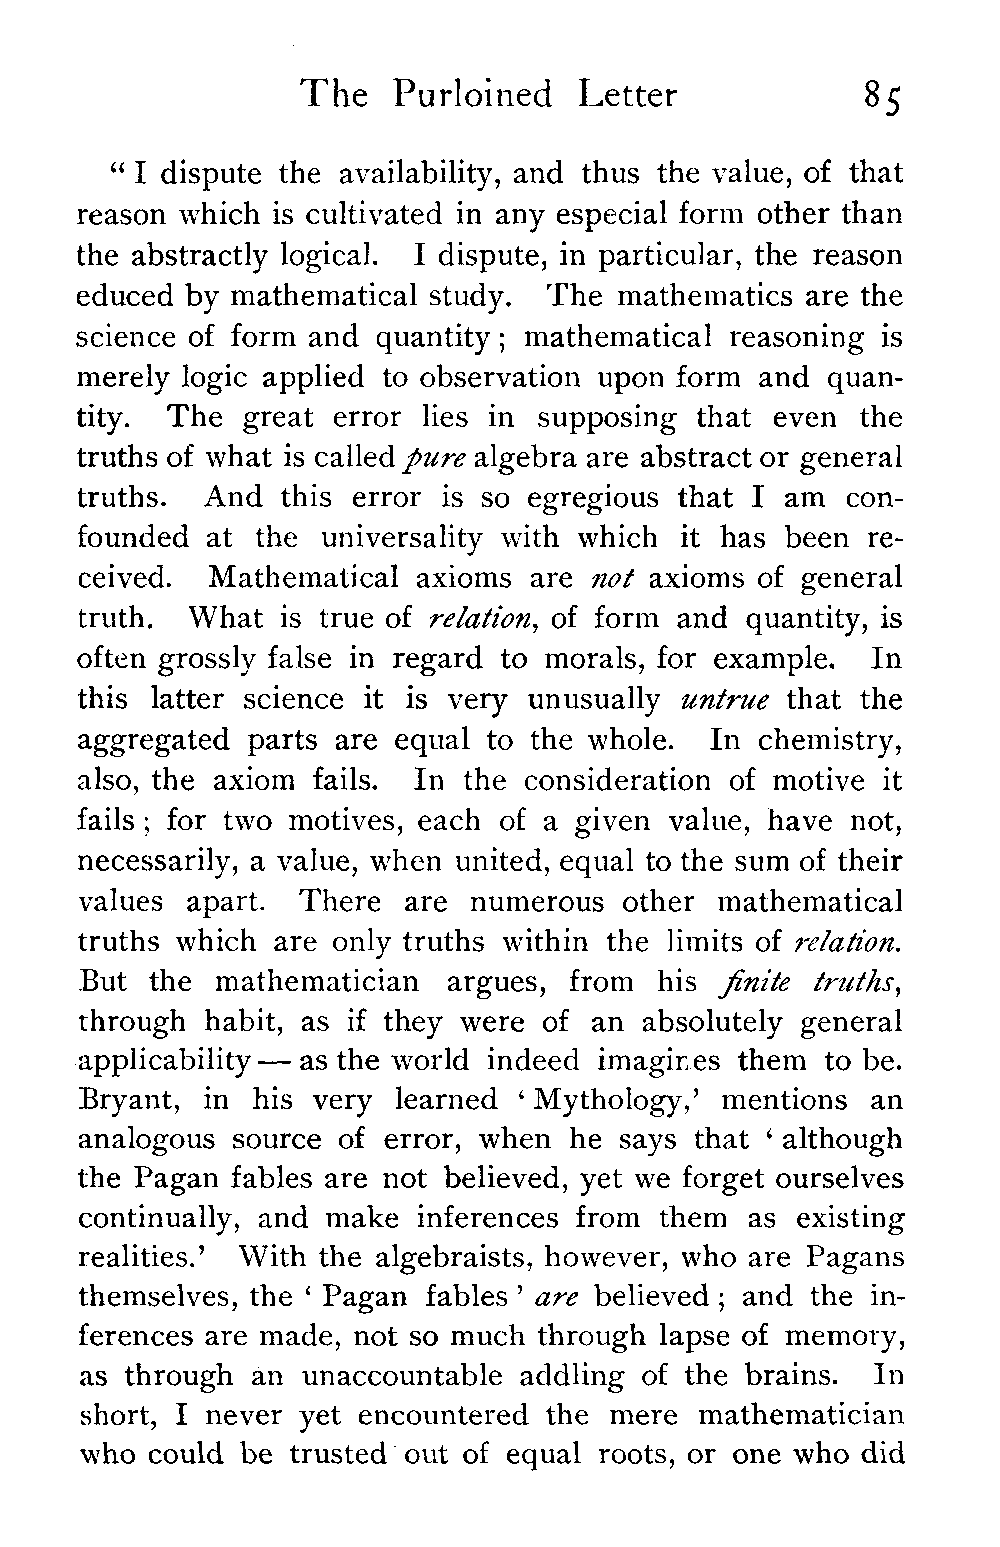 The Purloined Letter 85
“ I dispute the availability, and thus the value, of that
reason which is cultivated in any especial form other than
the abstractly logical. I dispute, in particular, the reason
educed by mathematical study. The mathematics are the
science of form and quantity ; mathematical reasoning is
merely logic applied to observation upon form and quan-
tity. The great error lies in supposing that even the
truths of what is called pure algebra are abstract or general
truths. And this error is so egregious that I am con-
founded at the universality with which it has been re-
ceived. Mathematical axioms are not axioms of general
truth. What is true of relation, of form and quantity, is
often grossly false in regard to morals, for example. In
this latter science it is very unusually untrue that the
aggregated parts are equal to the whole. In chemistry,
also, the axiom fails. In the consideration of motive it
fails ; for two motives, each of a given value, have not,
necessarily, a value, when united, equal to the sum of their
values apart. There are numerous other mathematical
truths which are only truths within the limits of relation.
But the mathematician argues, from his finite truths,
through habit, as if they were of an absolutely general
applicability — as the world indeed imagines them to be.
Bryant, in his very learned ‘ Mythology,’ mentions an
analogous source of error, when he says that ‘ although
the Pagan fables are not believed, yet we forget ourselves
continually, and make inferences from them as existing
realities.’ With the algebraists, however, who are Pagans
themselves, the ‘ Pagan fables ’ are believed ; and the in-
ferences are made, not so much through lapse of memory,
as through an unaccountable addling of the brains. In
short, I never yet encountered the mere mathematician
who could be trusted out of equal roots, or one who did